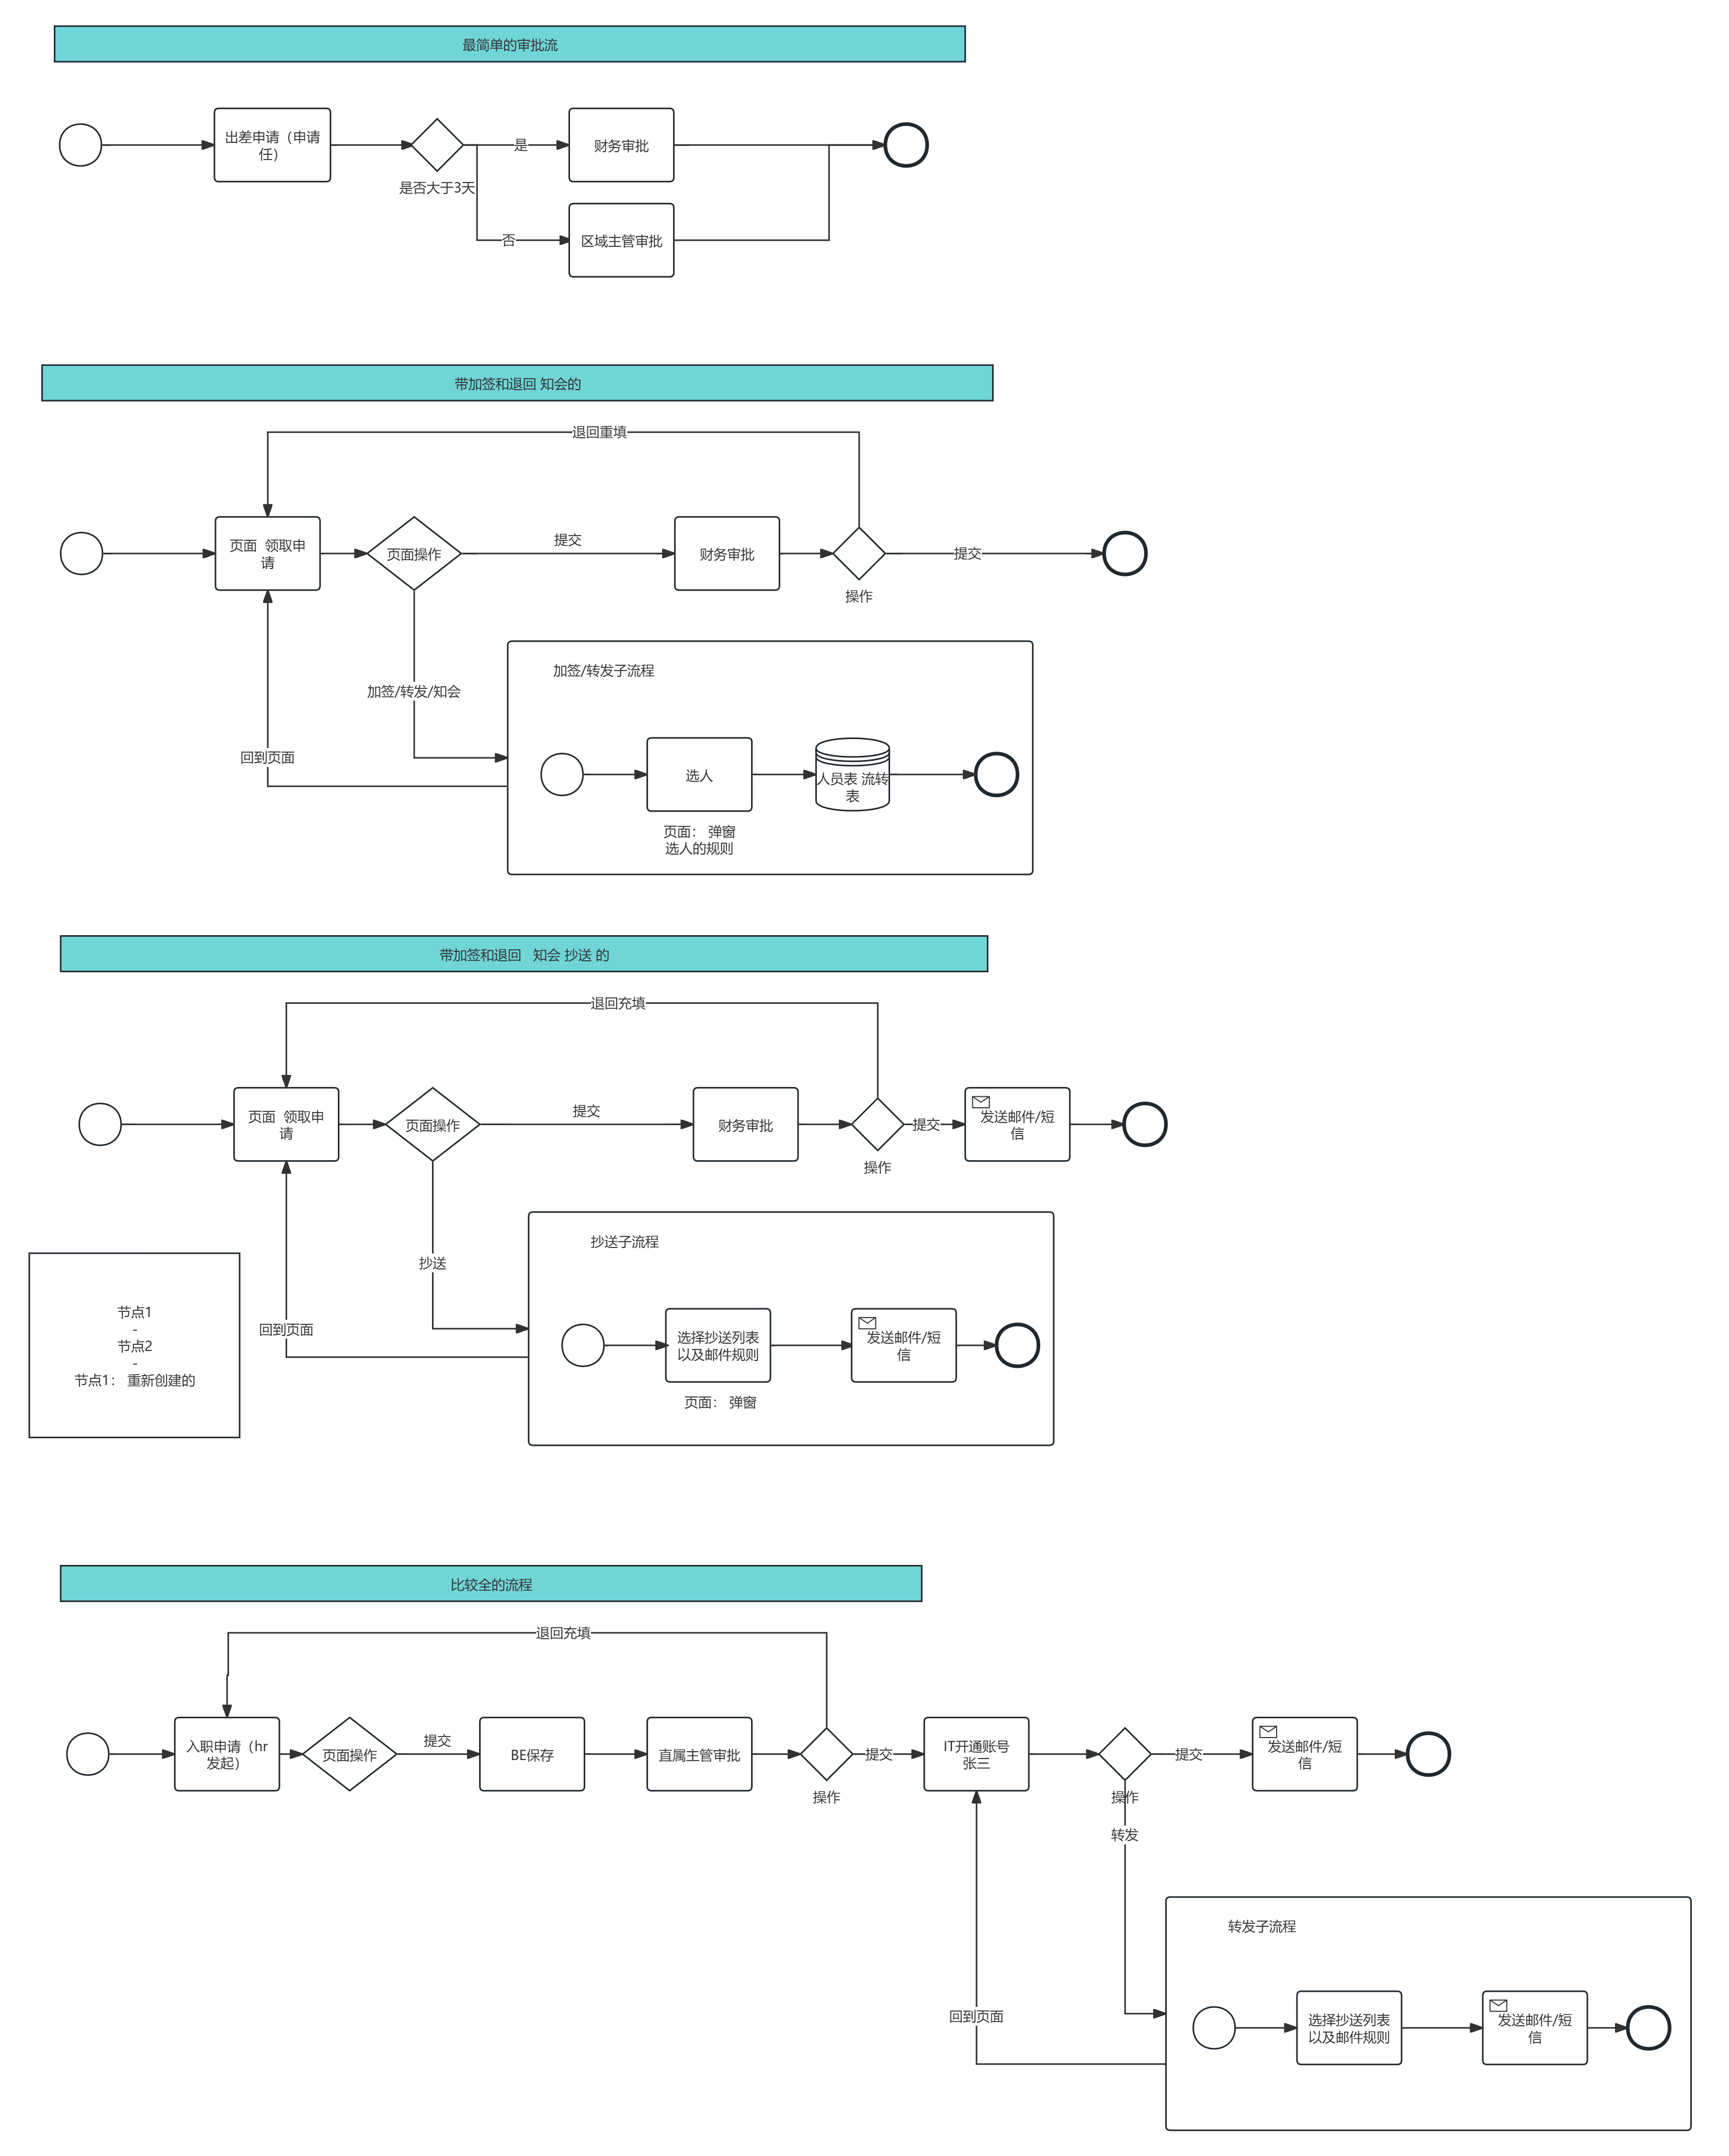 最简单的审批流
出差申请（申请
任）
是否大于3天
是
否
财务审批
区域主管审批
带加签和退回 知会的
退回重填
页面  领取申
请
页面操作
提交
财务审批
操作
提交
加签/转发/知会
回到页面
加签/转发子流程
选人
页面： 弹窗
选人的规则
人员表 流转
表
带加签和退回   知会 抄送 的
退回充填
页面  领取申
请
页面操作
提交
财务审批
操作
提交
发送邮件/短
信
抄送
回到页面
抄送子流程
选择抄送列表
以及邮件规则
页面： 弹窗
发送邮件/短
信
节点1
-
节点2
-
节点1： 重新创建的
比较全的流程
退回充填
入职申请（hr
发起）
页面操作
提交
BE保存
直属主管审批
操作
提交
IT开通账号
张三
操作
提交
发送邮件/短
信
转发
回到页面
转发子流程
选择抄送列表
以及邮件规则
发送邮件/短
信